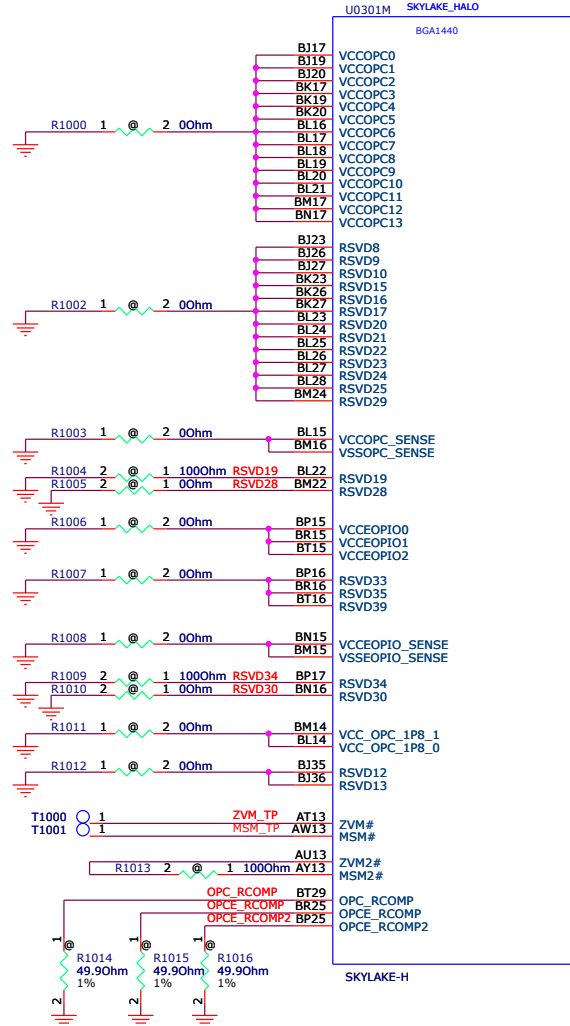 U0301M SKYLAKE_HALO
BGA1440
BJ17 VCCOPC0
BJ19 VCCOPC1
BJ20 VCCOPC2
BK17 VCCOPC3
BK19 VCCOPC4
BK20 VCCOPC5
R1000 1 @ 2 0Ohm BL16 VCCOPC6
BL17 VCCOPC7
BL18 VCCOPC8
BL19 VCCOPC9
BL20 VCCOPC10
BL21 VCCOPC11
BM17 VCCOPC12
BN17 VCCOPC13
BJ23 RSVD8
BJ26 RSVD9
BJ27 RSVD10
BK23 RSVD15
BK26 RSVD16
R1002 1 @ 2 0Ohm BK27 RSVD17
BL23 RSVD20
BL24 RSVD21
BL25 RSVD22
BL26 RSVD23
BL27 RSVD24
BL28 RSVD25
BM24 RSVD29
R1003 1 @ 2 0Ohm BL15 VCCOPC_SENSE
BM16 VSSOPC_SENSE
R1004 2 @ 1 100Ohm RSVD19 BL22 RSVD19
R1005 2 @ 1 0Ohm RSVD28 BM22 RSVD28
R1006 1 @ 2 0Ohm BP15 VCCEOPIO0
BR15 VCCEOPIO1
BT15 VCCEOPIO2
R1007 1 @ 2 0Ohm BP16 RSVD33
BR16 RSVD35
BT16 RSVD39
R1008 1 @ 2 0Ohm BN15 VCCEOPIO_SENSE
BM15 VSSEOPIO_SENSE
R1009 2 @ 1 100Ohm RSVD34 BP17 RSVD34
R1010 2 @ 1 0Ohm RSVD30 BN16 RSVD30
R1011 1 @ 2 0Ohm BM14 VCC_OPC_1P8_1
BL14 VCC_OPC_1P8_0
R1012 1 @ 2 0Ohm BJ35 RSVD12
BJ36 RSVD13
T1000 1 ZVM_TP AT13 ZVM#
T1001 1 MSM_TP AW13 MSM#
AU13 ZVM2#
R1013 2 @ 1 100Ohm AY13 MSM2#
OPC_RCOMP BT29 OPC_RCOMP
OPCE_RCOMP BR25 OPCE_RCOMP
OPCE_RCOMP2 BP25 OPCE_RCOMP2
1 @ 1 @ 1 @
R1014 R1015 R1016
49.9Ohm 49.9Ohm 49.9Ohm
1% 1% 1%
2 2 2
SKYLAKE-H